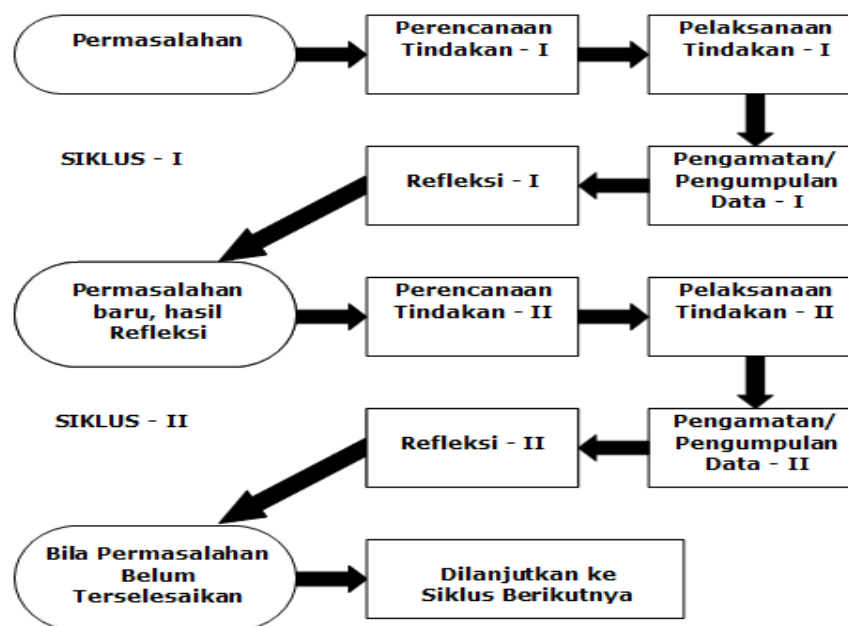 Permasalahan
Perencanaan
Tindakan - I
Pelaksanaan
Tindakan - I
SIKLUS - I
Refleksi - I
Pengamatan/
Pengumpulan
Data - I
Permasalahan
baru, hasil
Refleksi
Perencanaan
Tindakan - II
Pelaksanaan
Tindakan - II
SIKLUS - II
Refleksi - II
Pengamatan/
Pengumpulan
Data - II
Bila Permasalahan
Belum
Terselesaikan
Dilanjutkan ke
Siklus Berikutnya